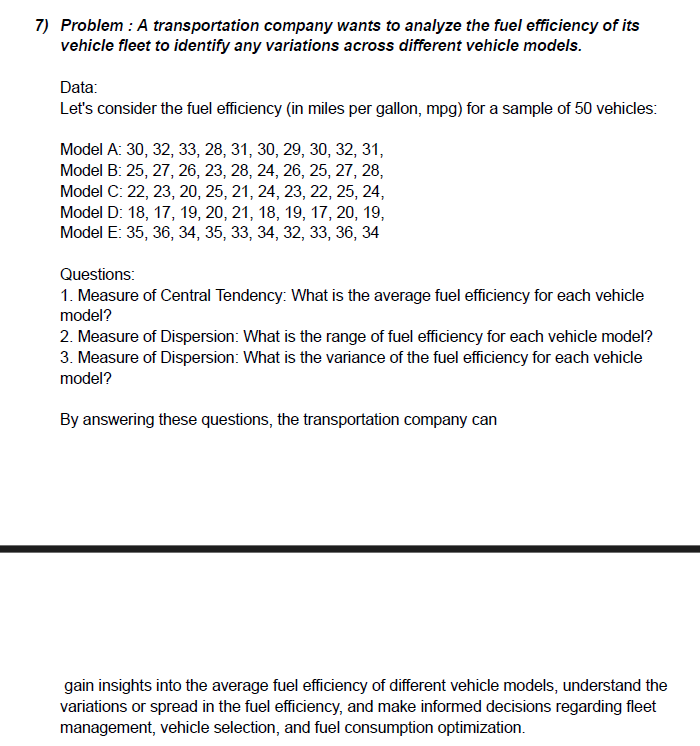 7) Problem : A transportation company wants to analyze the fuel efficiency of its
vehicle fleet to identify any variations across different vehicle models.
Data:
Let's consider the fuel efficiency (in miles per gallon, mpg) for a sample of 50 vehicles:
Model A: 30, 32, 33, 28, 31, 30, 29, 30, 32, 31,
Model B: 25, 27, 26, 23, 28, 24, 26, 25, 27, 28,
Model C: 22, 23, 20, 25, 21, 24, 23, 22, 25, 24,
Model D: 18, 17, 19, 20, 21, 18, 19, 17, 20, 19,
Model E: 35, 36, 34, 35, 33, 34, 32, 33, 36, 34
Questions:
1. Measure of Central Tendency: What is the average fuel efficiency for each vehicle
model?
2. Measure of Dispersion: What is the range of fuel efficiency for each vehicle model?
3. Measure of Dispersion: What is the variance of the fuel efficiency for each vehicle
model?
By answering these questions, the transportation company can
gain insights into the average fuel efficiency of different vehicle models, understand the
variations or spread in the fuel efficiency, and make informed decisions regarding fleet
management, vehicle selection, and fuel consumption optimization.